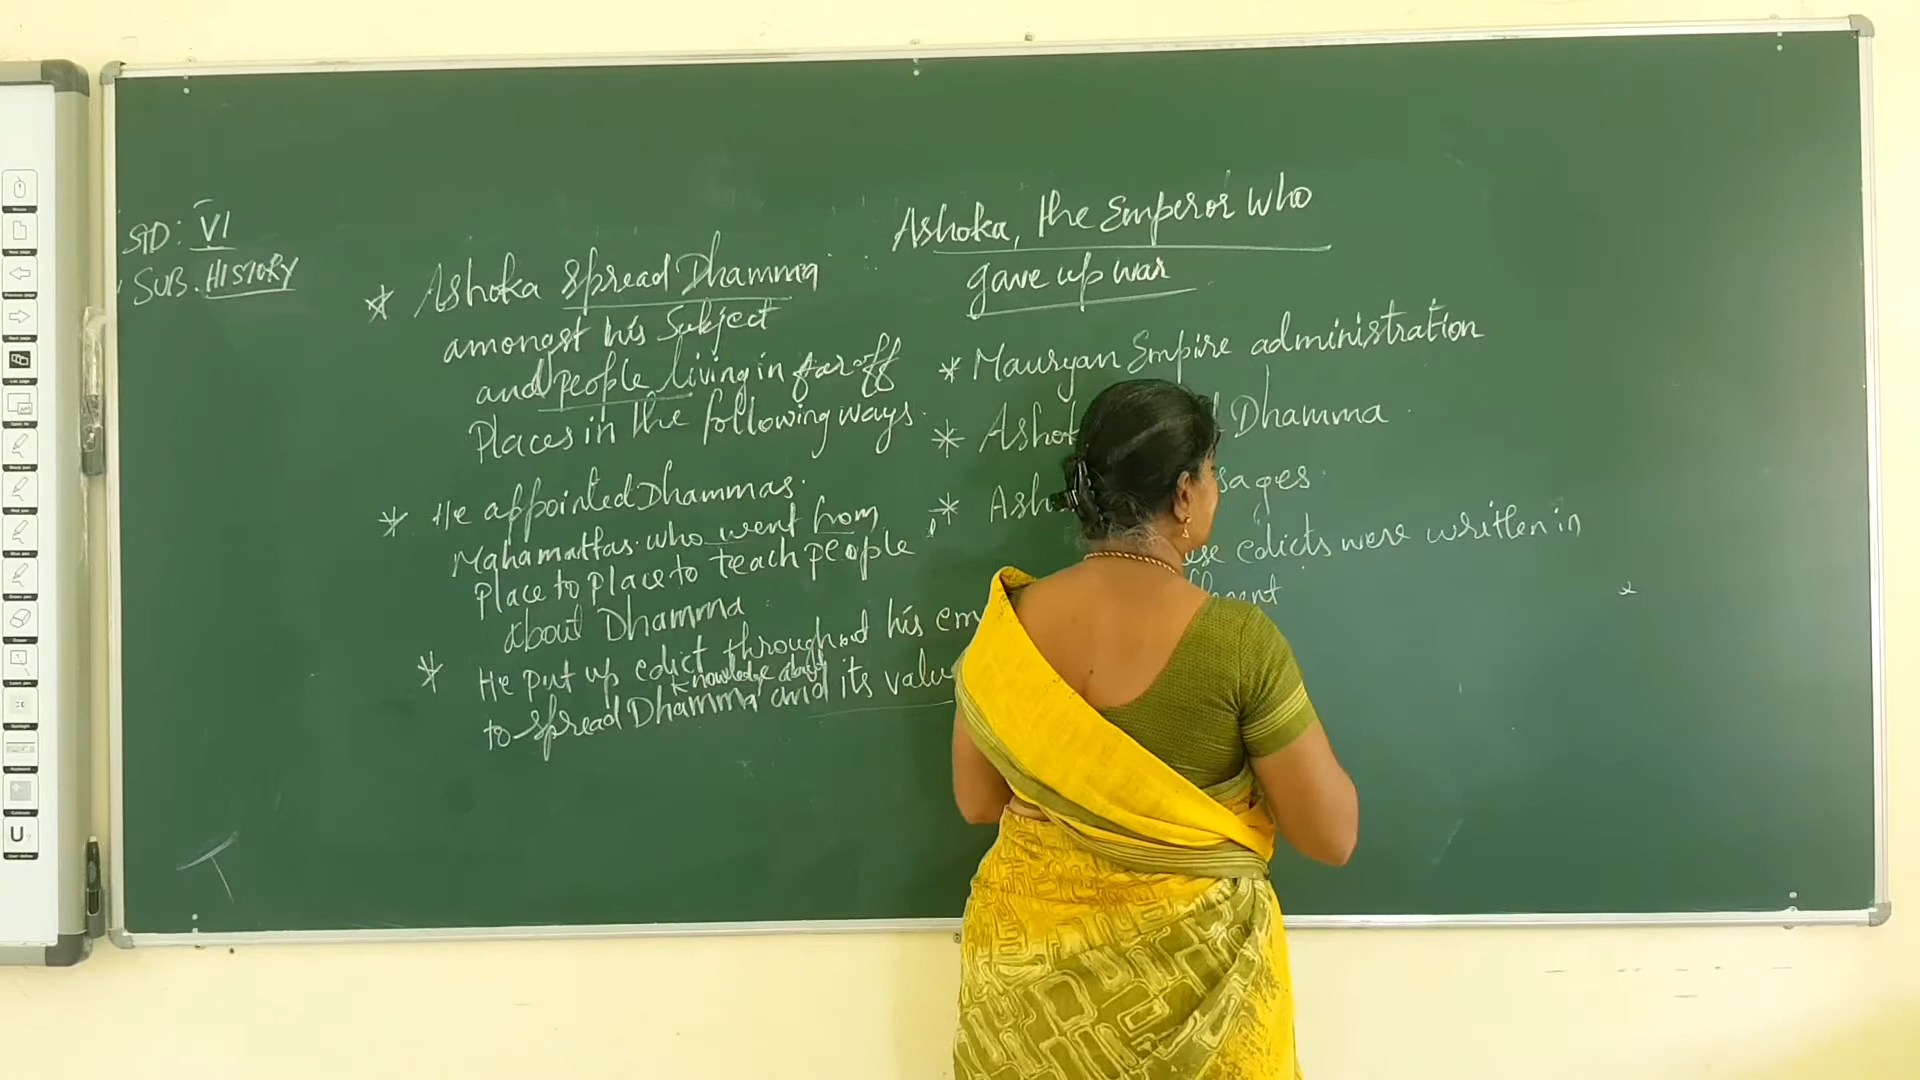 STD: VI
SUB. HISTORY
Ashoka, the Emperor who
gave up war
* Ashoka Spread Dhamma
amongst his Subject
and people living in far off
Places in the following ways.
* He appointed Dhammas.
Mahamattas. who went from
Place to Place to teach people
about Dhamma.
* He put up edict throughout his em
knowledge about
to spread Dhamma and its valu
* Mauryan Empire administration
* Ashok Dhamma.
* Ash sages.
edicts were written in
U